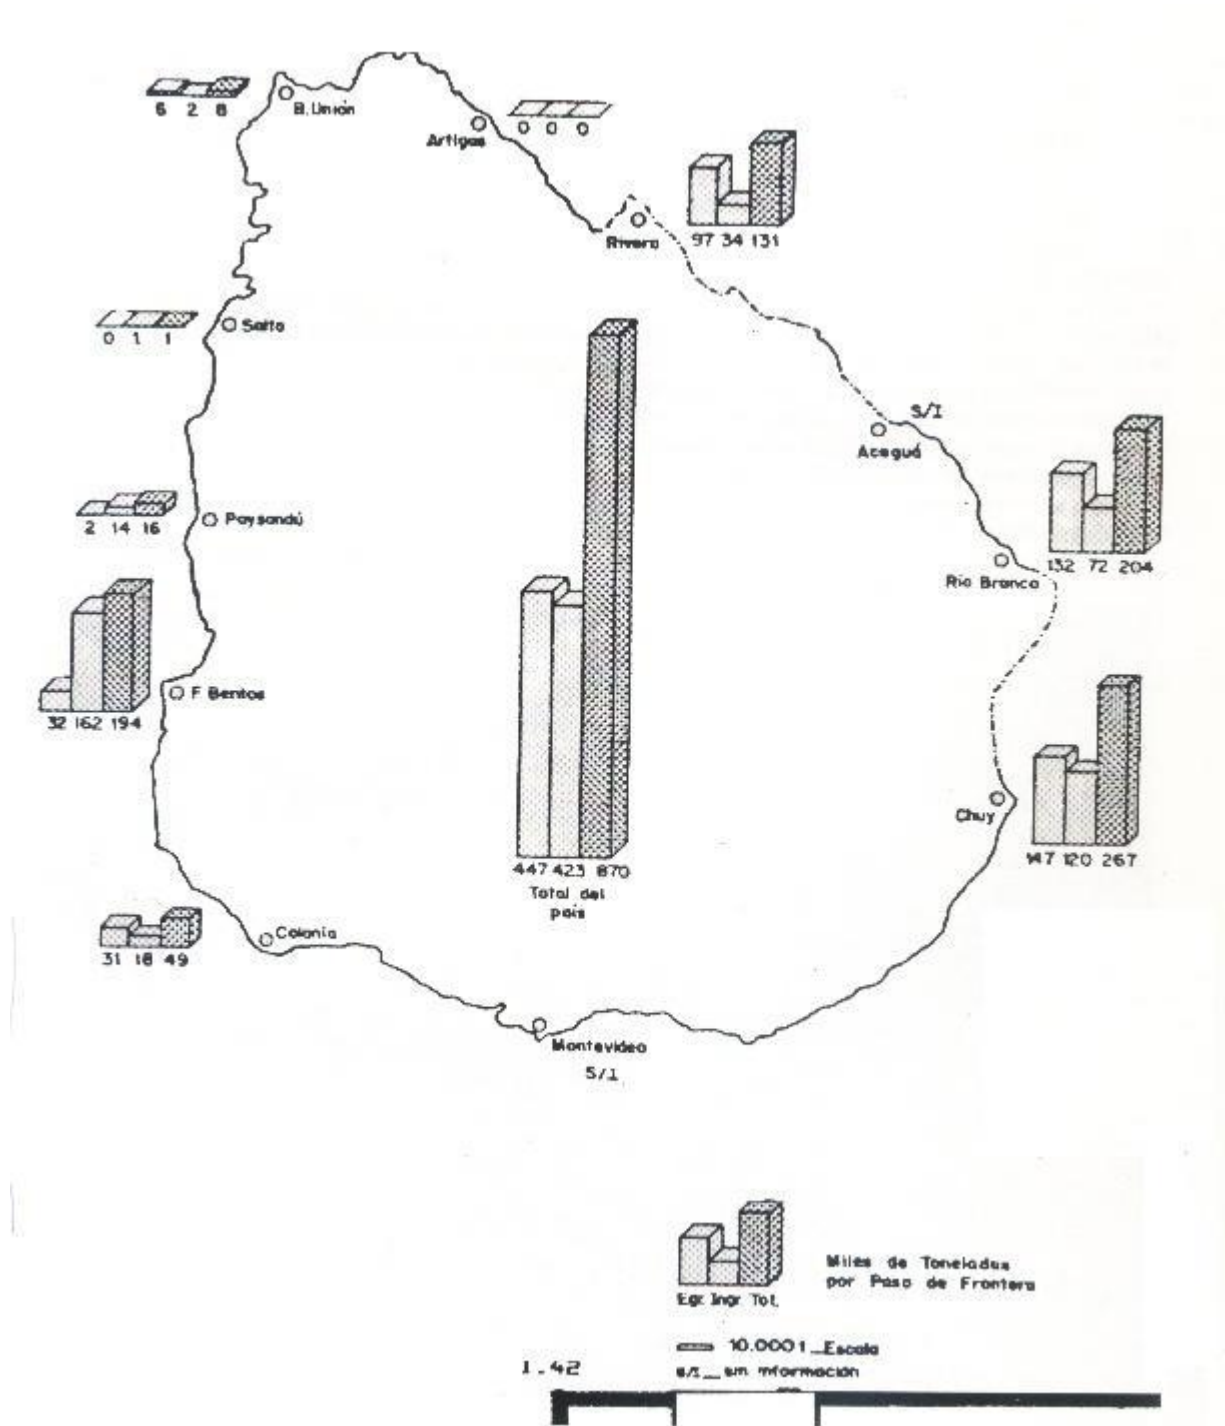 6 2 8
B. Unión
Artigas
0 0 0
97 34 131
Rivera
0 1 1
Salto
S/I
Aceguá
132 72 204
Río Branco
2 14 16
Paysandú
32 162 194
F. Bentos
147 120 267
Chuy
447 423 870
Total del
país
31 18 49
Colonia
Montevideo
S/I
Egr. Ingr. Tot.
Miles de Toneladas
por Paso de Frontera
10.000 t _ Escala
s/I __ sin información
1.42